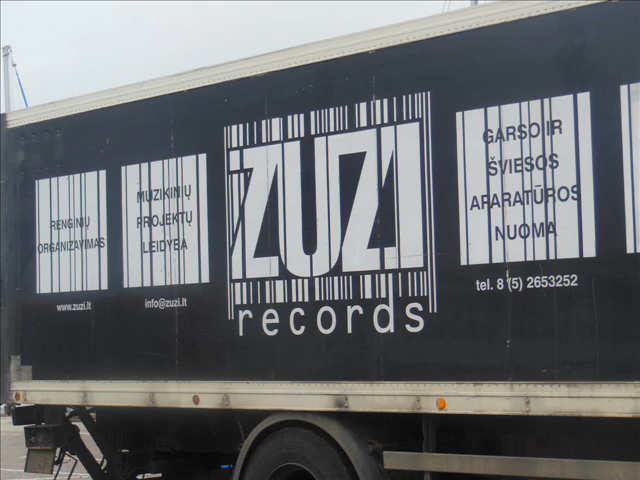 RENGINIŲ
ORGANIZAVIMAS
www.zuzi.lt
MUZIKINIŲ
PROJEKTŲ
LEIDYBA
info@zuzi.lt
ZUZI
records
GARSO IR
ŠVIESOS
APARATŪROS
NUOMA
tel. 8 (5) 2653252